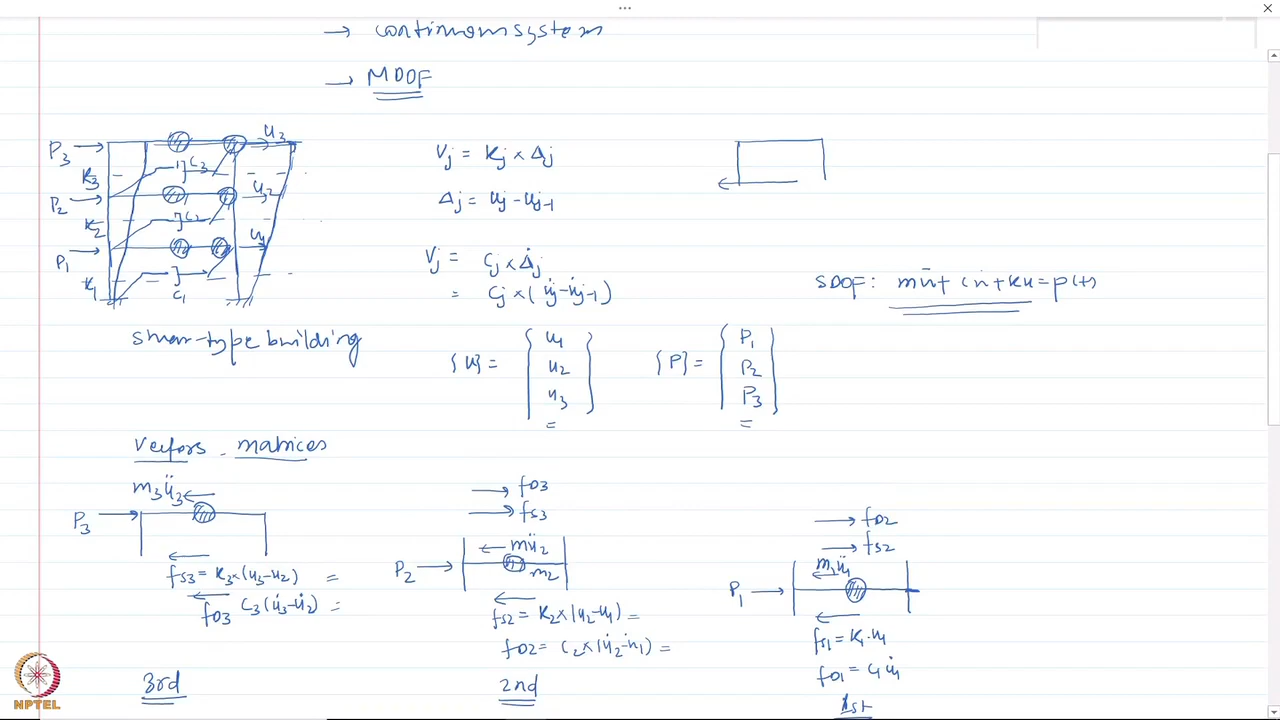 → continuous system
→ MDOF
P3 K3 C3 u3
P2 K2 C2 u2
P1 K1 C1 u1
Vj = Kj × Δj
Δj = uj - uj-1
Vj = Cj × Δ̇j
= Cj × (u̇j - u̇j-1)
SDOF: mü + cu̇ + ku = p(t)
shear-type building
{u} = { u1 u2 u3 }
{P} = { P1 P2 P3 }
Vectors - matrices
m3ü3
P3
fs3 = K3 × (u3 - u2) =
fD3 C3 (u̇3 - u̇2) =
3rd
fD3
fs3
mü2
P2 m2
fs2 = K2 × (u2 - u1) =
fD2 = C2 × (u̇2 - u̇1) =
2nd
fD2
fs2
m1ü1
P1
fs1 = K1 · u1
fD1 = C1 u̇1
1st
NPTEL